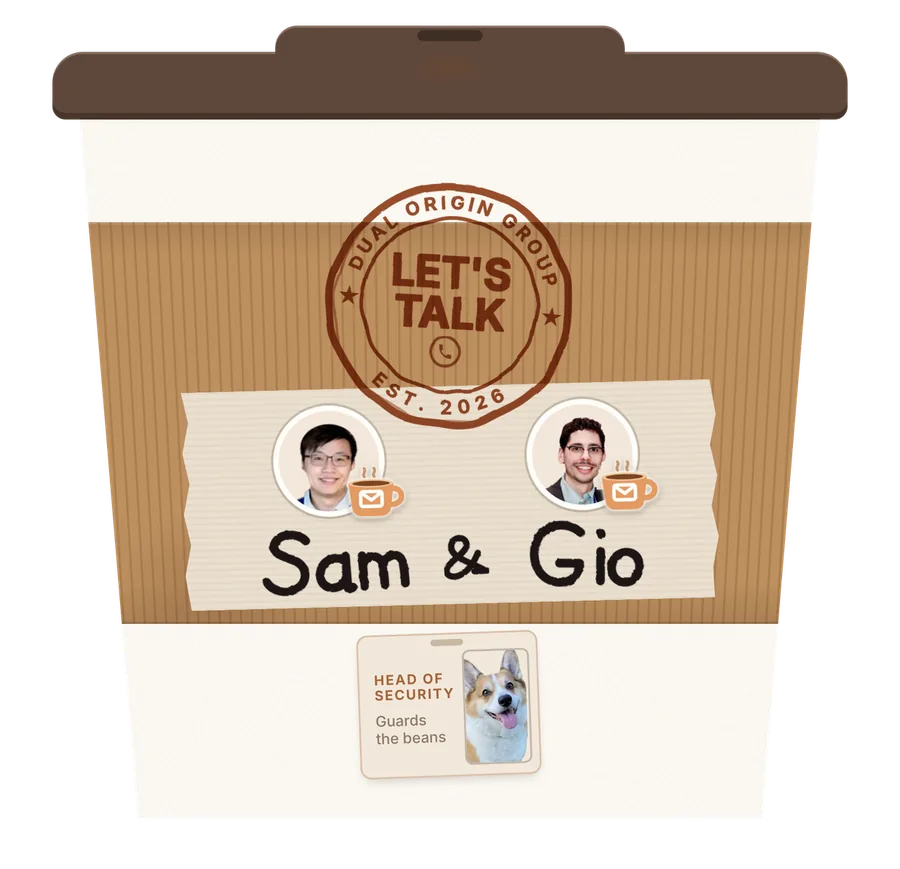 DUAL ORIGIN GROUP
LET'S
TALK
EST. 2026
Sam & Gio
HEAD OF
SECURITY
Guards
the beans